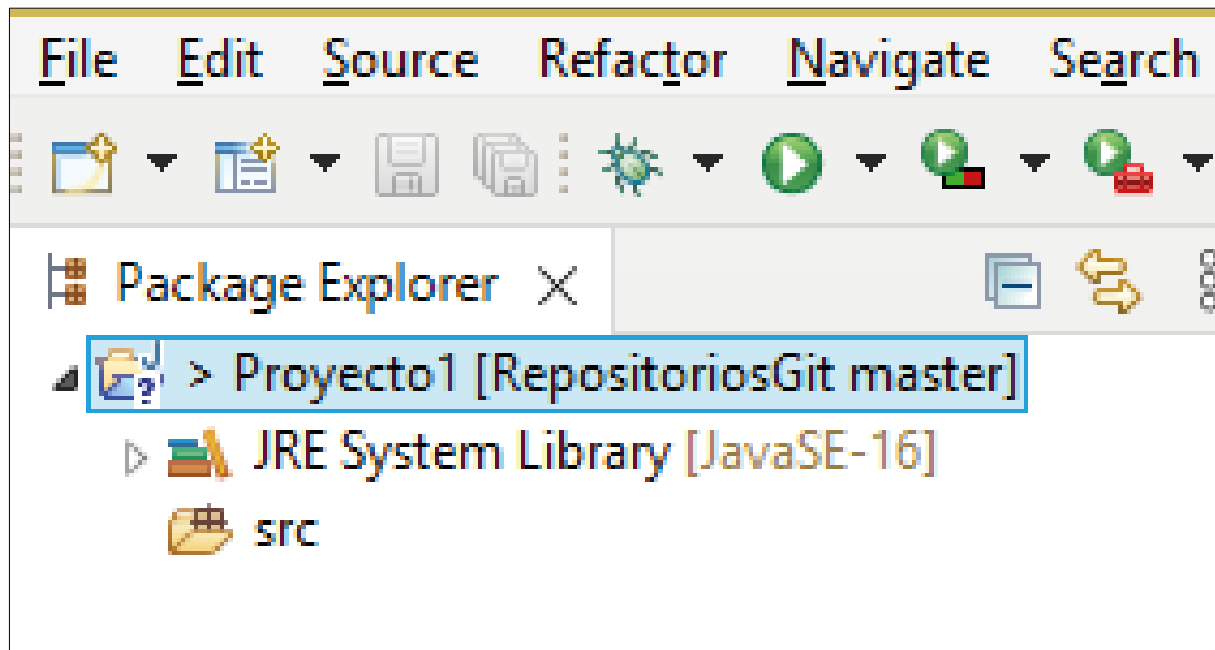 File Edit Source Refactor Navigate Search
Package Explorer
> Proyecto1 [RepositoriosGit master]
JRE System Library [JavaSE-16]
src